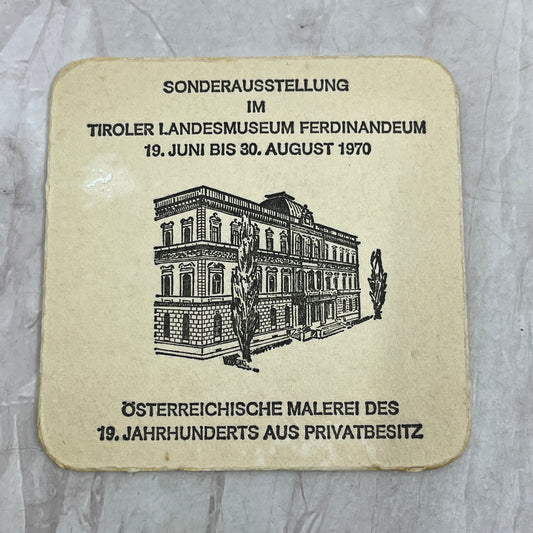 SONDERAUSSTELLUNG
IM
TIROLER LANDESMUSEUM FERDINANDEUM
19. JUNI BIS 30. AUGUST 1970
ÖSTERREICHISCHE MALEREI DES
19. JAHRHUNDERTS AUS PRIVATBESITZ